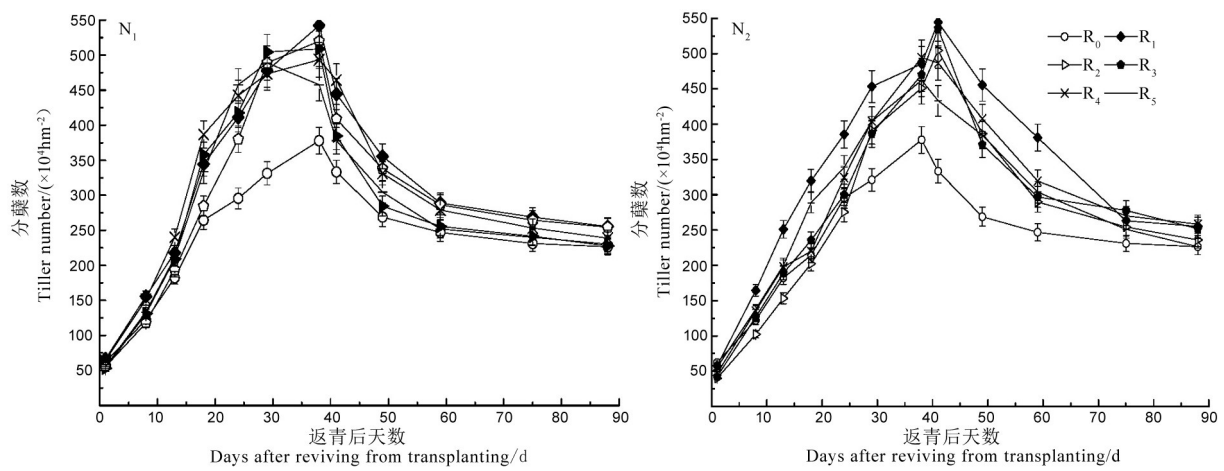 N₁
分蘖数
Tiller number/(×10⁴hm⁻²)
550
500
450
400
350
300
250
200
150
100
50
0 10 20 30 40 50 60 70 80 90
返青后天数
Days after reviving from transplanting/d
N₂
R₀ R₁
R₂ R₃
R₄ R₅
分蘖数
Tiller number/(×10⁴hm⁻²)
550
500
450
400
350
300
250
200
150
100
50
0 10 20 30 40 50 60 70 80 90
返青后天数
Days after reviving from transplanting/d